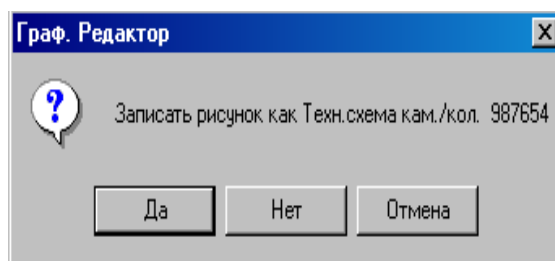 Граф. Редактор
Записать рисунок как Техн.схема кам./кол. 987654
Да Нет Отмена